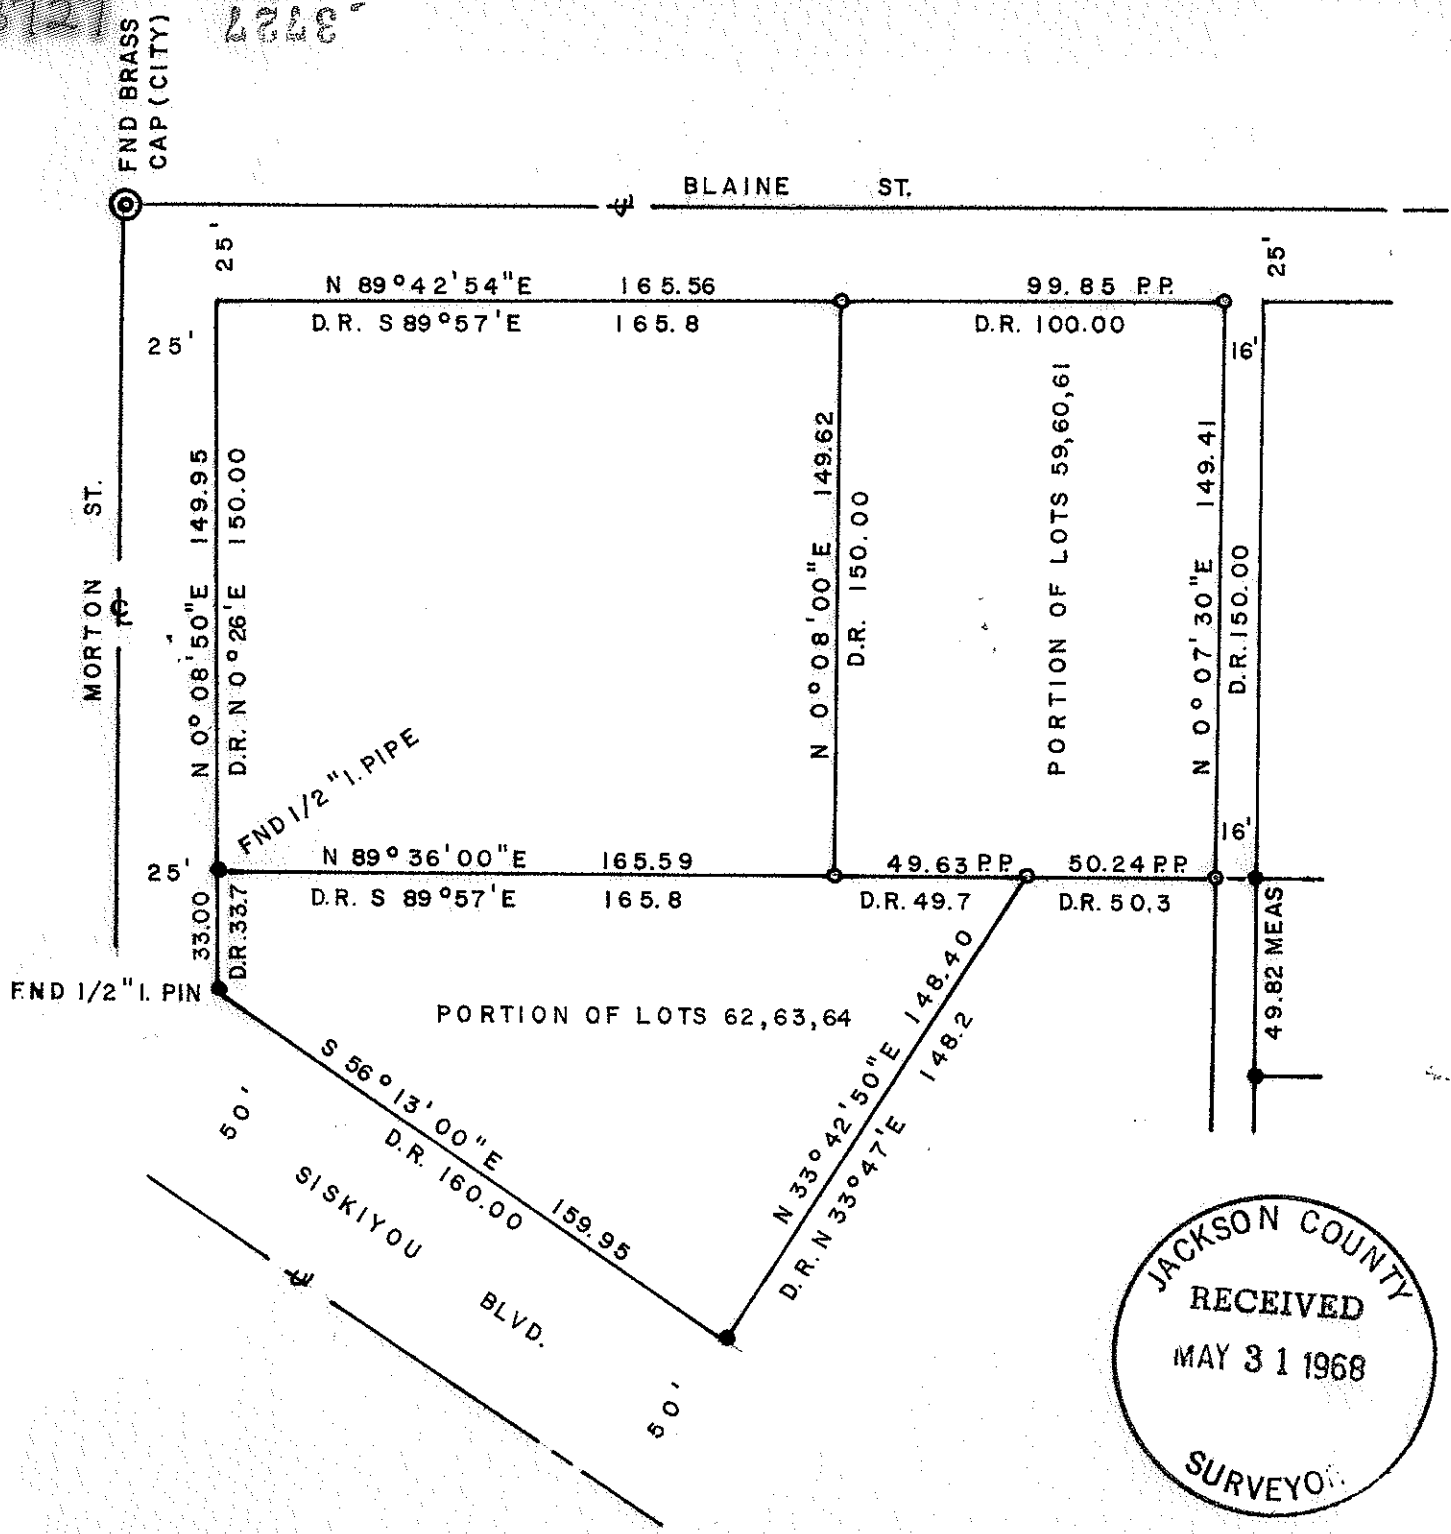 3727
FND BRASS
CAP (CITY)
BLAINE ST.
25'
25'
N 89°42'54"E 165.56
99.85 P.P.
D.R. S 89°57'E 165.8
D.R. 100.00
25'
16'
MORTON ST.
N 0°08'50"E 149.95
D.R. N 0°26'E 150.00
N 0°08'00"E 149.62
D.R. 150.00
PORTION OF LOTS 59,60,61
N 0°07'30"E 149.41
D.R. 150.00
FND 1/2" I. PIPE
16'
25'
N 89°36'00"E 165.59
49.63 P.P.
50.24 P.P.
D.R. S 89°57'E 165.8
D.R. 49.7
D.R. 50.3
33.00
D.R. 33.7
49.82 MEAS
FND 1/2" I. PIN
PORTION OF LOTS 62,63,64
S 56°13'00"E 159.95
D.R. 160.00
N 33°42'50"E 148.40
D.R. N 33°47'E 148.2
50'
SISKIYOU BLVD.
50'
JACKSON COUNTY
RECEIVED
MAY 31 1968
SURVEYOR